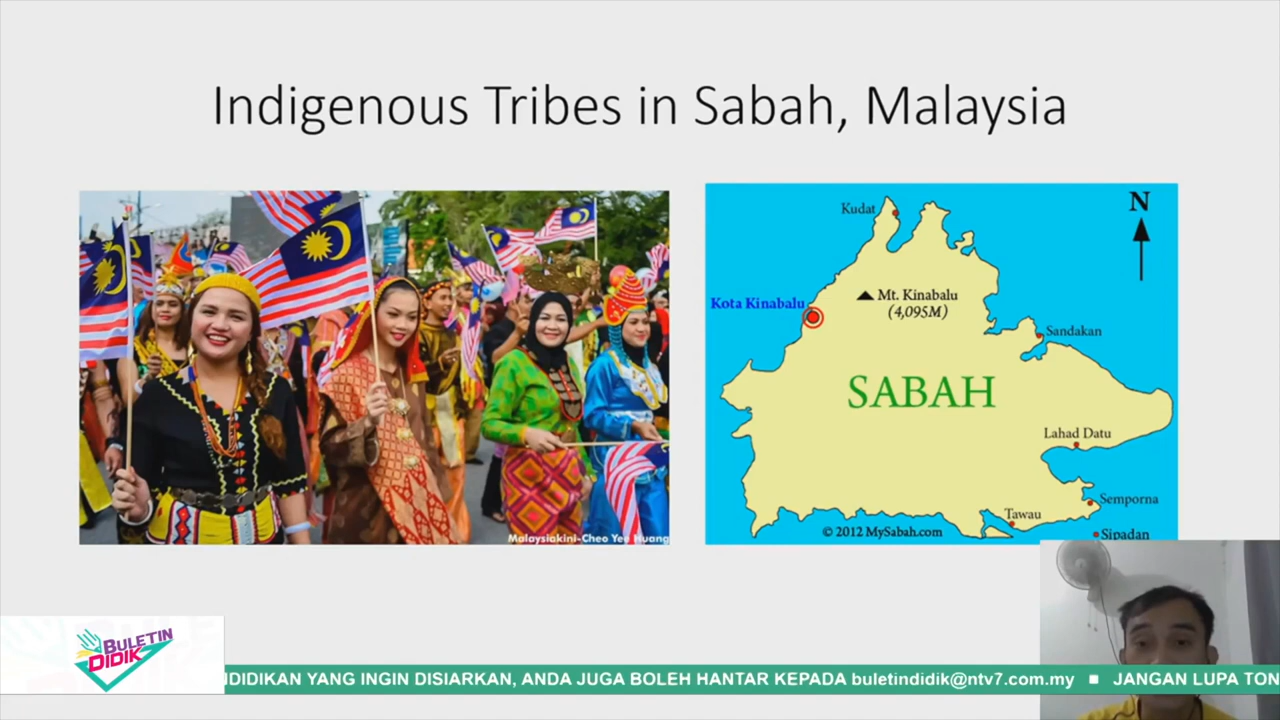 Indigenous Tribes in Sabah, Malaysia
Malaysiakini-Cheo Yee Huang
N
Kudat
Kota Kinabalu
Mt. Kinabalu
(4,095M)
Sandakan
SABAH
Lahad Datu
Semporna
Tawau
© 2012 MySabah.com
Sipadan
BULETIN
DIDIK
DIDIKAN YANG INGIN DISIARKAN, ANDA JUGA BOLEH HANTAR KEPADA buletindidik@ntv7.com.my ■ JANGAN LUPA TON